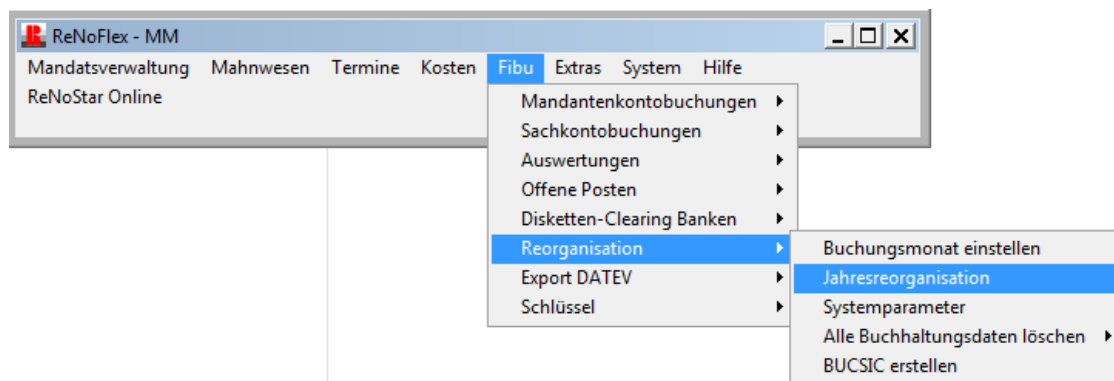 ReNoFlex - MM
Mandatsverwaltung Mahnwesen Termine Kosten Fibu Extras System Hilfe
ReNoStar Online
Mandantenkontobuchungen
Sachkontobuchungen
Auswertungen
Offene Posten
Disketten-Clearing Banken
Reorganisation
Export DATEV
Schlüssel
Buchungsmonat einstellen
Jahresreorganisation
Systemparameter
Alle Buchhaltungsdaten löschen
BUCSIC erstellen